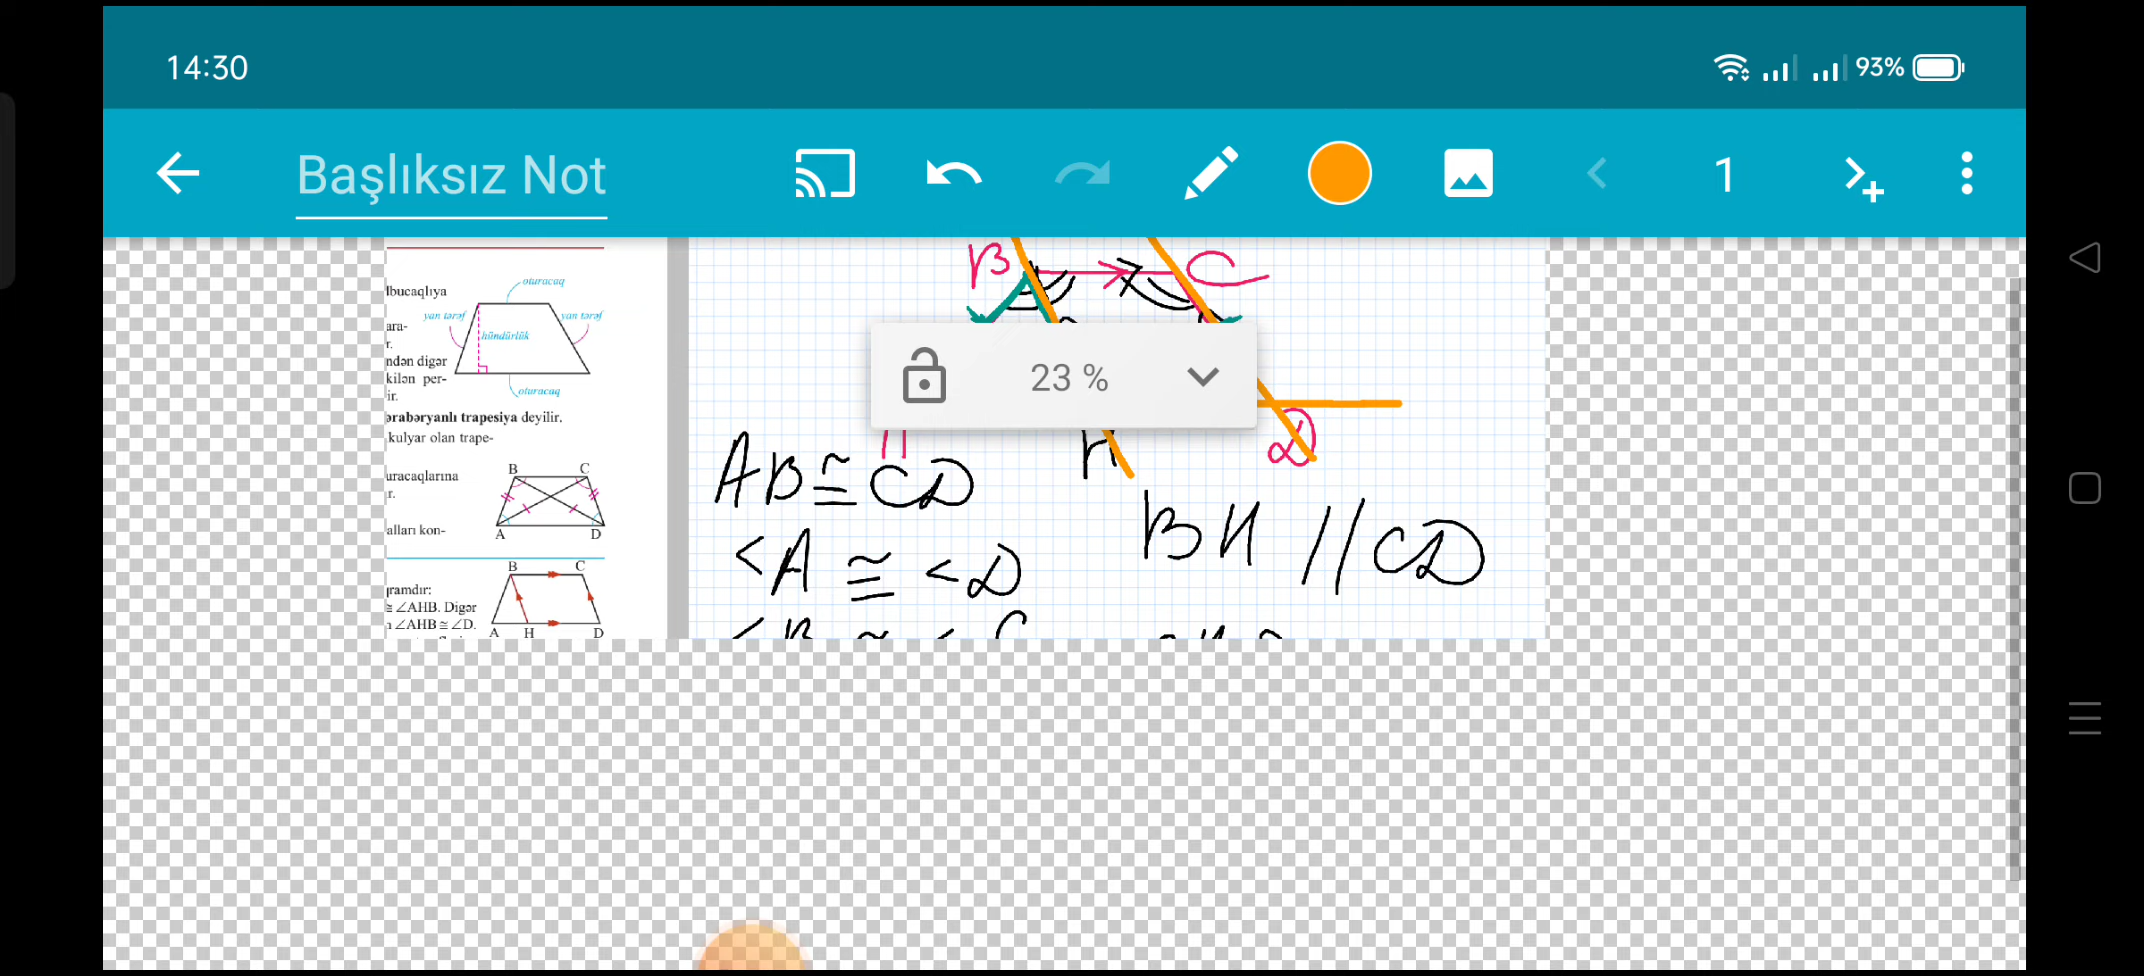 14:30
93%
Başlıksız Not
1
oturacaq
lbucaqlıya
yan tərəf
yan tərəf
ara-
hündürlük
r.
ndən digər
kilən per-
oturacaq
ir.
ərabəryanlı trapesiya deyilir.
kulyar olan trape-
B C
uracaqlarına
r.
alları kon-
A D
B C
ramdır:
≅ ∠AHB. Digər
∠AHB ≅ ∠D.
A H D
B C
23 %
D
AB ≅ CD
BH // CD
<A ≅ <D